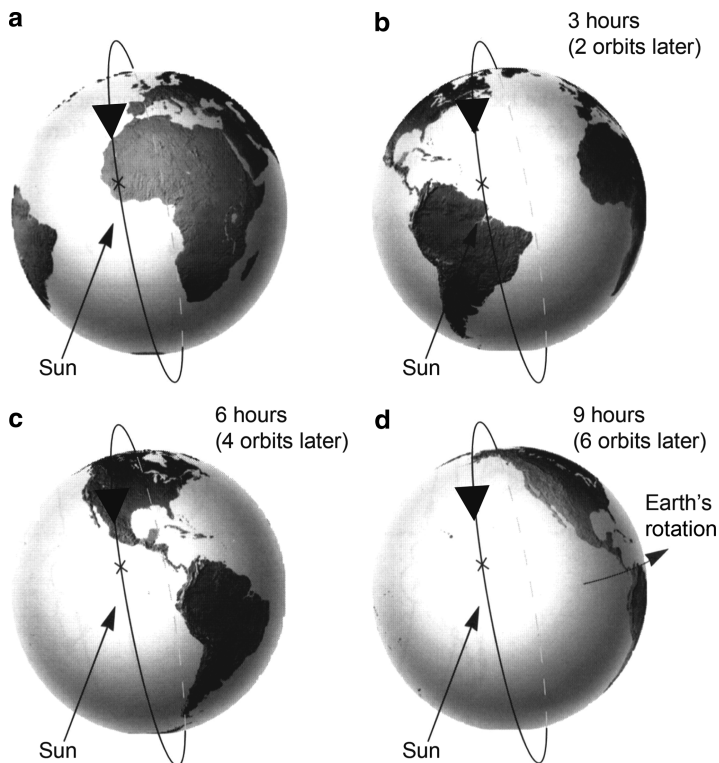 a
b
3 hours
(2 orbits later)
Sun
Sun
c
6 hours
(4 orbits later)
d
9 hours
(6 orbits later)
Earth's
rotation
Sun
Sun